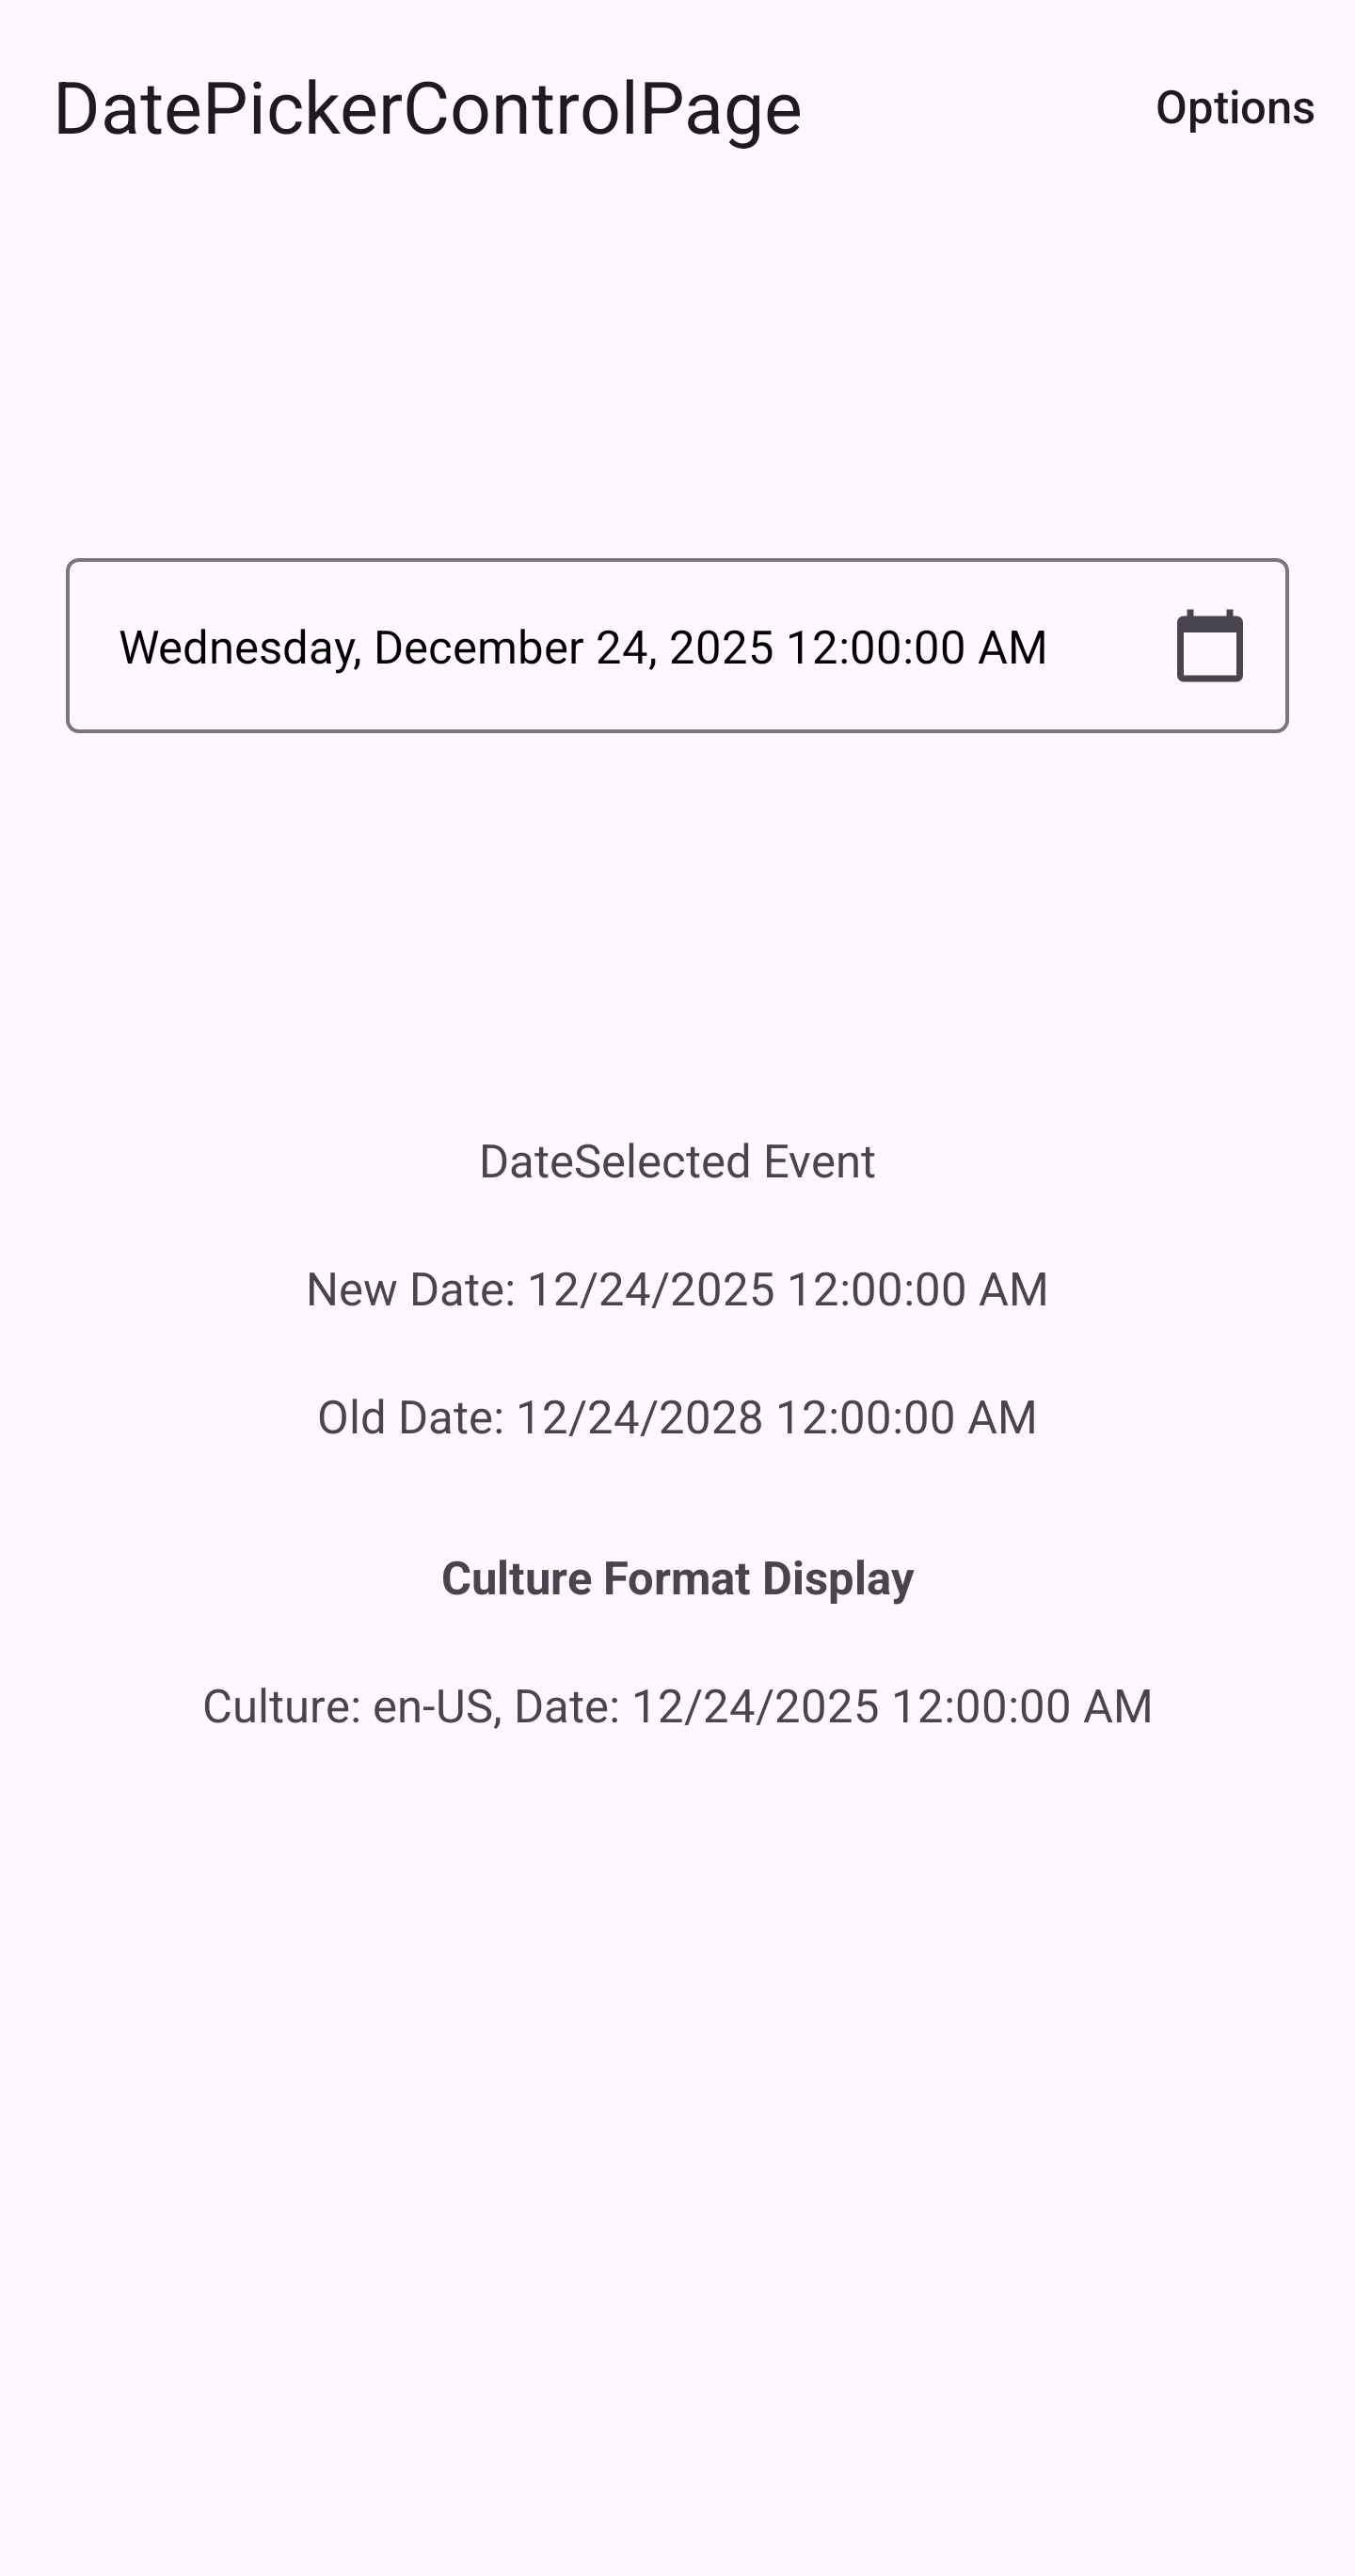 DatePickerControlPage
Options
Wednesday, December 24, 2025 12:00:00 AM
DateSelected Event
New Date: 12/24/2025 12:00:00 AM
Old Date: 12/24/2028 12:00:00 AM
Culture Format Display
Culture: en-US, Date: 12/24/2025 12:00:00 AM